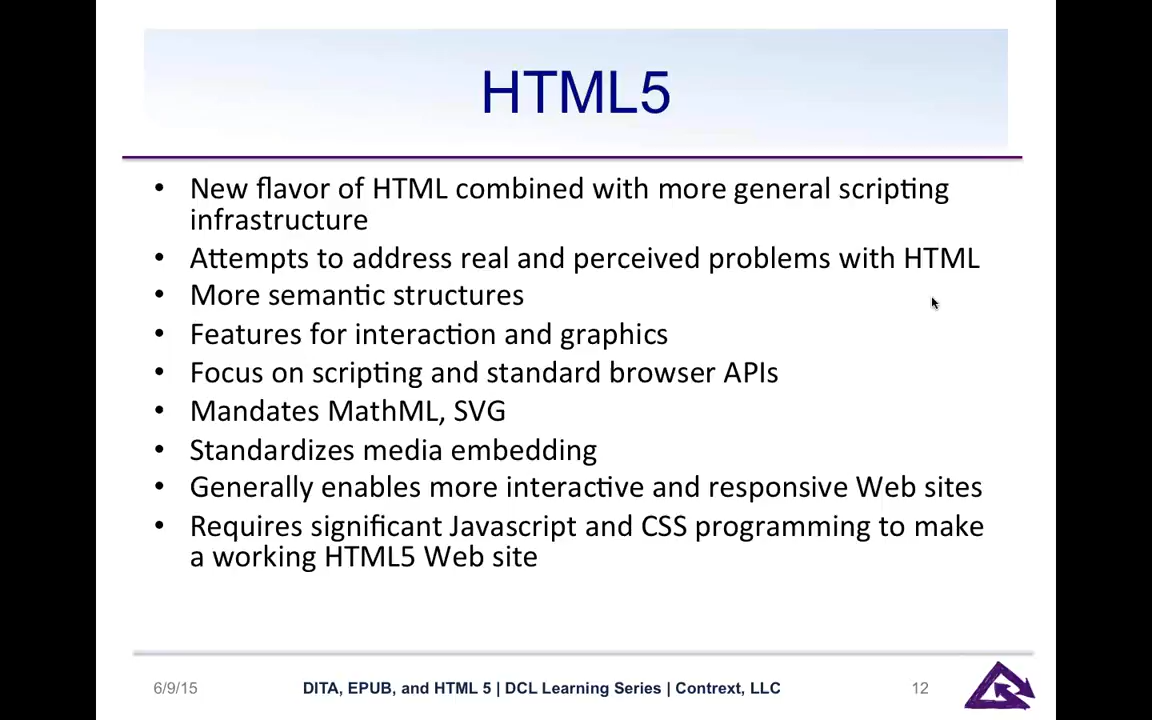 HTML5
• New flavor of HTML combined with more general scripting
infrastructure
• Attempts to address real and perceived problems with HTML
• More semantic structures
• Features for interaction and graphics
• Focus on scripting and standard browser APIs
• Mandates MathML, SVG
• Standardizes media embedding
• Generally enables more interactive and responsive Web sites
• Requires significant Javascript and CSS programming to make
a working HTML5 Web site
6/9/15 DITA, EPUB, and HTML 5 | DCL Learning Series | Contrext, LLC 12